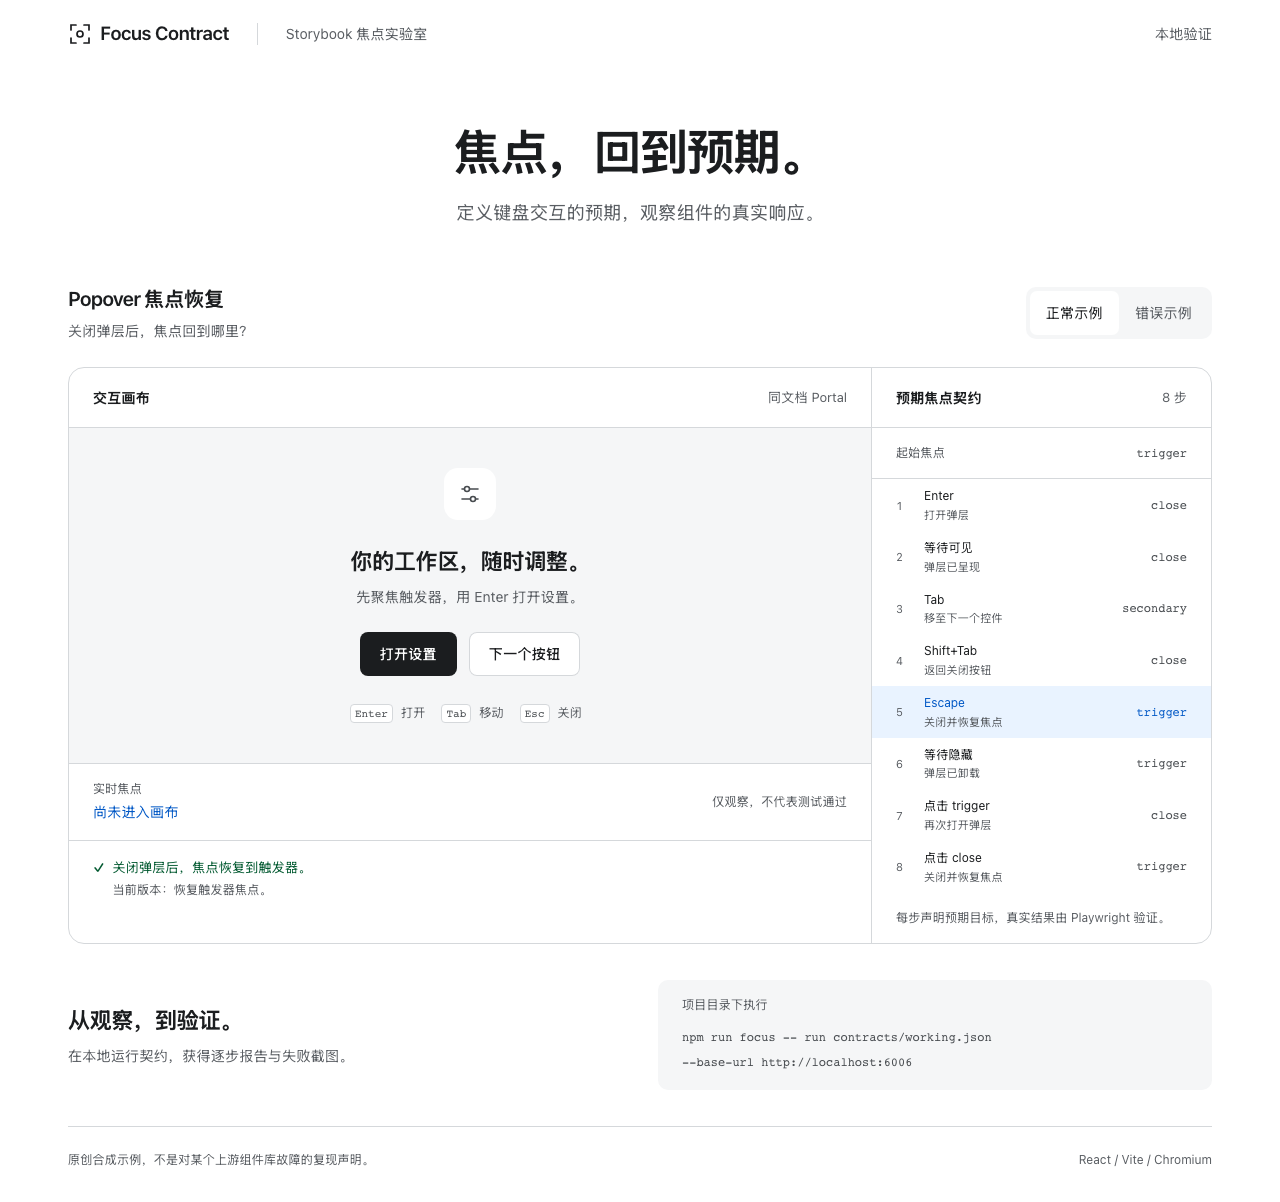 Focus Contract
Storybook 焦点实验室
本地验证
焦点，回到预期。
定义键盘交互的预期，观察组件的真实响应。
Popover 焦点恢复
关闭弹层后，焦点回到哪里?
正常示例
错误示例
交互画布
同文档 Portal
你的工作区，随时调整。
先聚焦触发器，用 Enter 打开设置。
打开设置
下一个按钮
Enter 打开 Tab 移动 Esc 关闭
实时焦点
尚未进入画布
仅观察，不代表测试通过
关闭弹层后，焦点恢复到触发器。
当前版本：恢复触发器焦点。
预期焦点契约
8 步
起始焦点
trigger
1
Enter
打开弹层
close
2
等待可见
弹层已呈现
close
3
Tab
移至下一个控件
secondary
4
Shift+Tab
返回关闭按钮
close
5
Escape
关闭并恢复焦点
trigger
6
等待隐藏
弹层已卸载
trigger
7
点击 trigger
再次打开弹层
close
8
点击 close
关闭并恢复焦点
trigger
每步声明预期目标，真实结果由 Playwright 验证。
从观察，到验证。
在本地运行契约，获得逐步报告与失败截图。
项目目录下执行
npm run focus -- run contracts/working.json
--base-url http://localhost:6006
原创合成示例，不是对某个上游组件库故障的复现声明。
React / Vite / Chromium